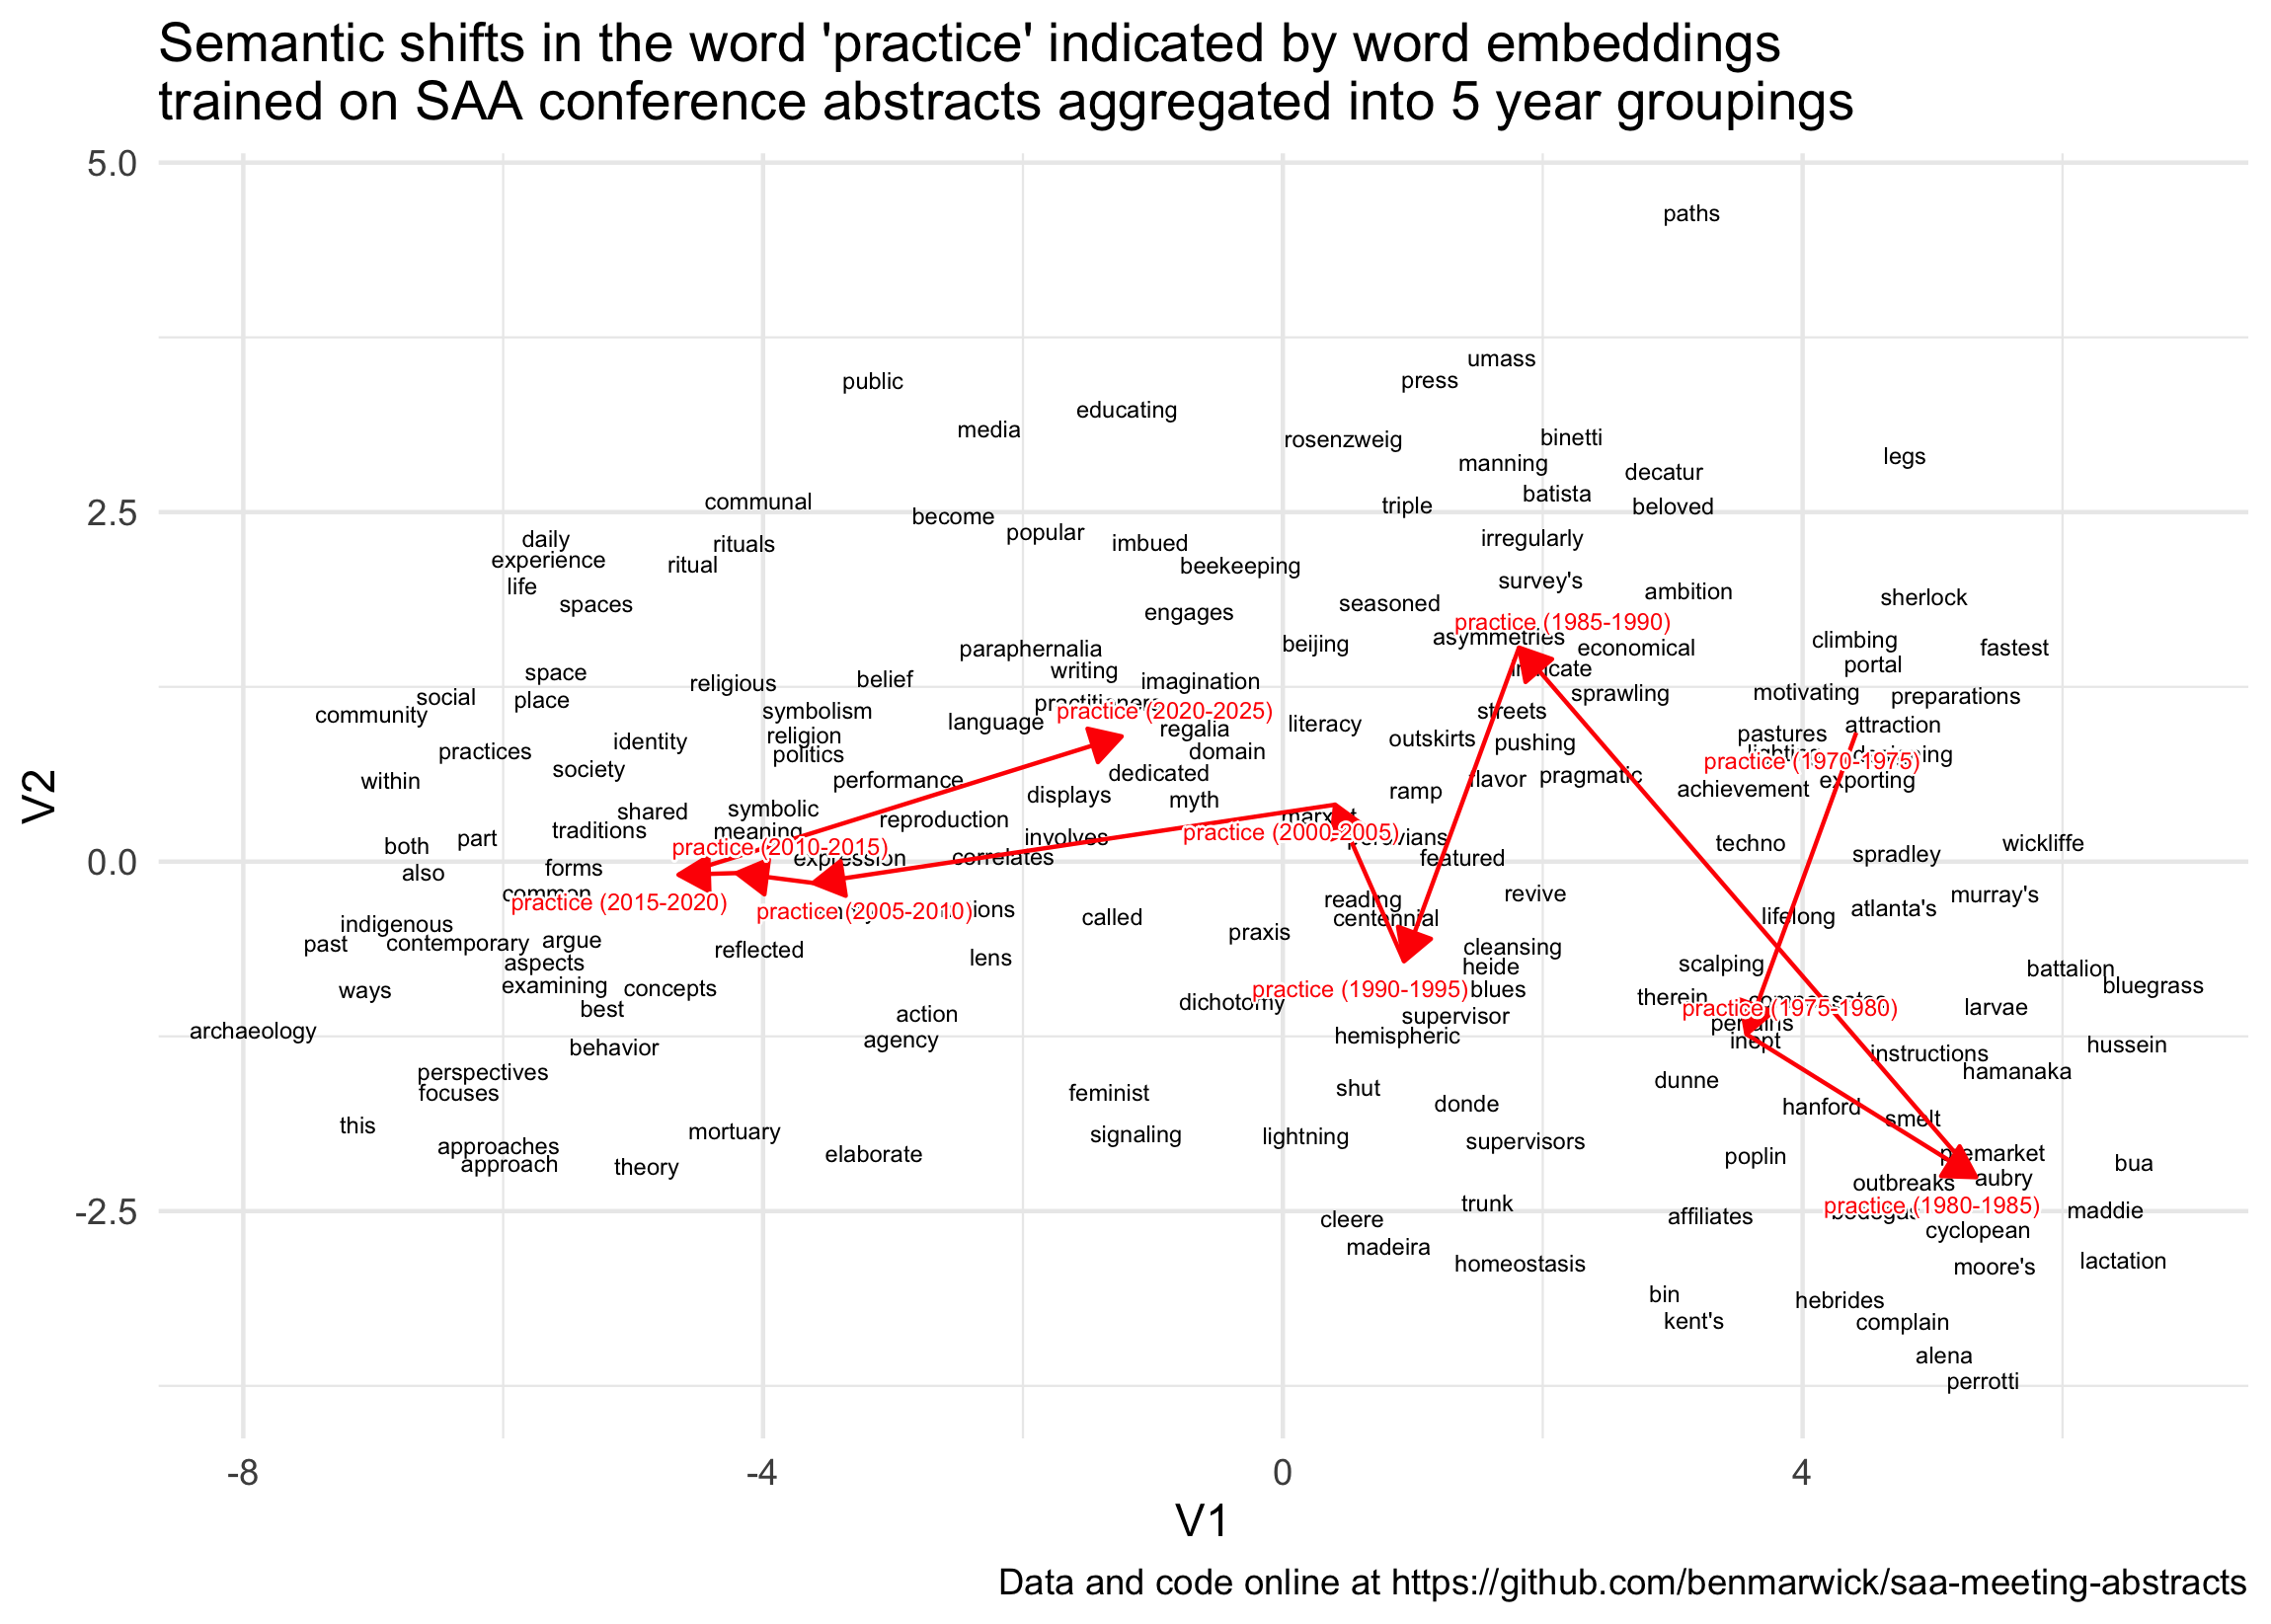 Semantic shifts in the word 'practice' indicated by word embeddings
trained on SAA conference abstracts aggregated into 5 year groupings
5.0
paths
umass
public
press
educating
media
rosenzweig
binetti
legs
manning
decatur
batista
communal
2.5
triple
beloved
become
popular
daily
rituals
imbued
irregularly
experience
ritual
beekeeping
life
survey's
ambition
spaces
seasoned
sherlock
engages
practice (1985-1990)
asymmetries
climbing
beijing
paraphernalia
economical
fastest
portal
intricate
space
writing
religious
belief
imagination
motivating
sprawling
preparations
social
place
practitioners
community
symbolism
practice (2020-2025)
streets
language
literacy
attraction
regalia
religion
pastures
identity
outskirts
pushing
practices
politics
domain
practice (1970-1975)
society
dedicated
within
performance
flavor
pragmatic
exporting
V2
displays
myth
ramp
achievement
shared
symbolic
reproduction
marxist
traditions
meaning
practice (2000-2005)
part
involves
both
practice (2010-2015)
techno
wickliffe
0.0
expression
correlates
featured
spradley
also
forms
common
revive
murray's
reading
practice (2015-2020)
practice (2005-2010)
called
centennial
lifelong
atlanta's
indigenous
praxis
past
contemporary
argue
reflected
cleansing
lens
aspects
heide
scalping
battalion
examining
concepts
ways
practice (1990-1995)
blues
bluegrass
therein
best
dichotomy
practice (1975-1980)
larvae
action
supervisor
archaeology
pertains
hemispheric
agency
inept
behavior
hussein
instructions
perspectives
hamanaka
dunne
focuses
feminist
shut
donde
hanford
this
smelt
mortuary
signaling
lightning
supervisors
approaches
premarket
elaborate
poplin
bua
approach
theory
aubry
outbreaks
trunk
practice (1980-1985)
-2.5
cleere
affiliates
maddie
cyclopean
madeira
homeostasis
moore's
lactation
bin
hebrides
kent's
complain
alena
perrotti
-8
-4
0
4
V1
Data and code online at https://github.com/benmarwick/saa-meeting-abstracts